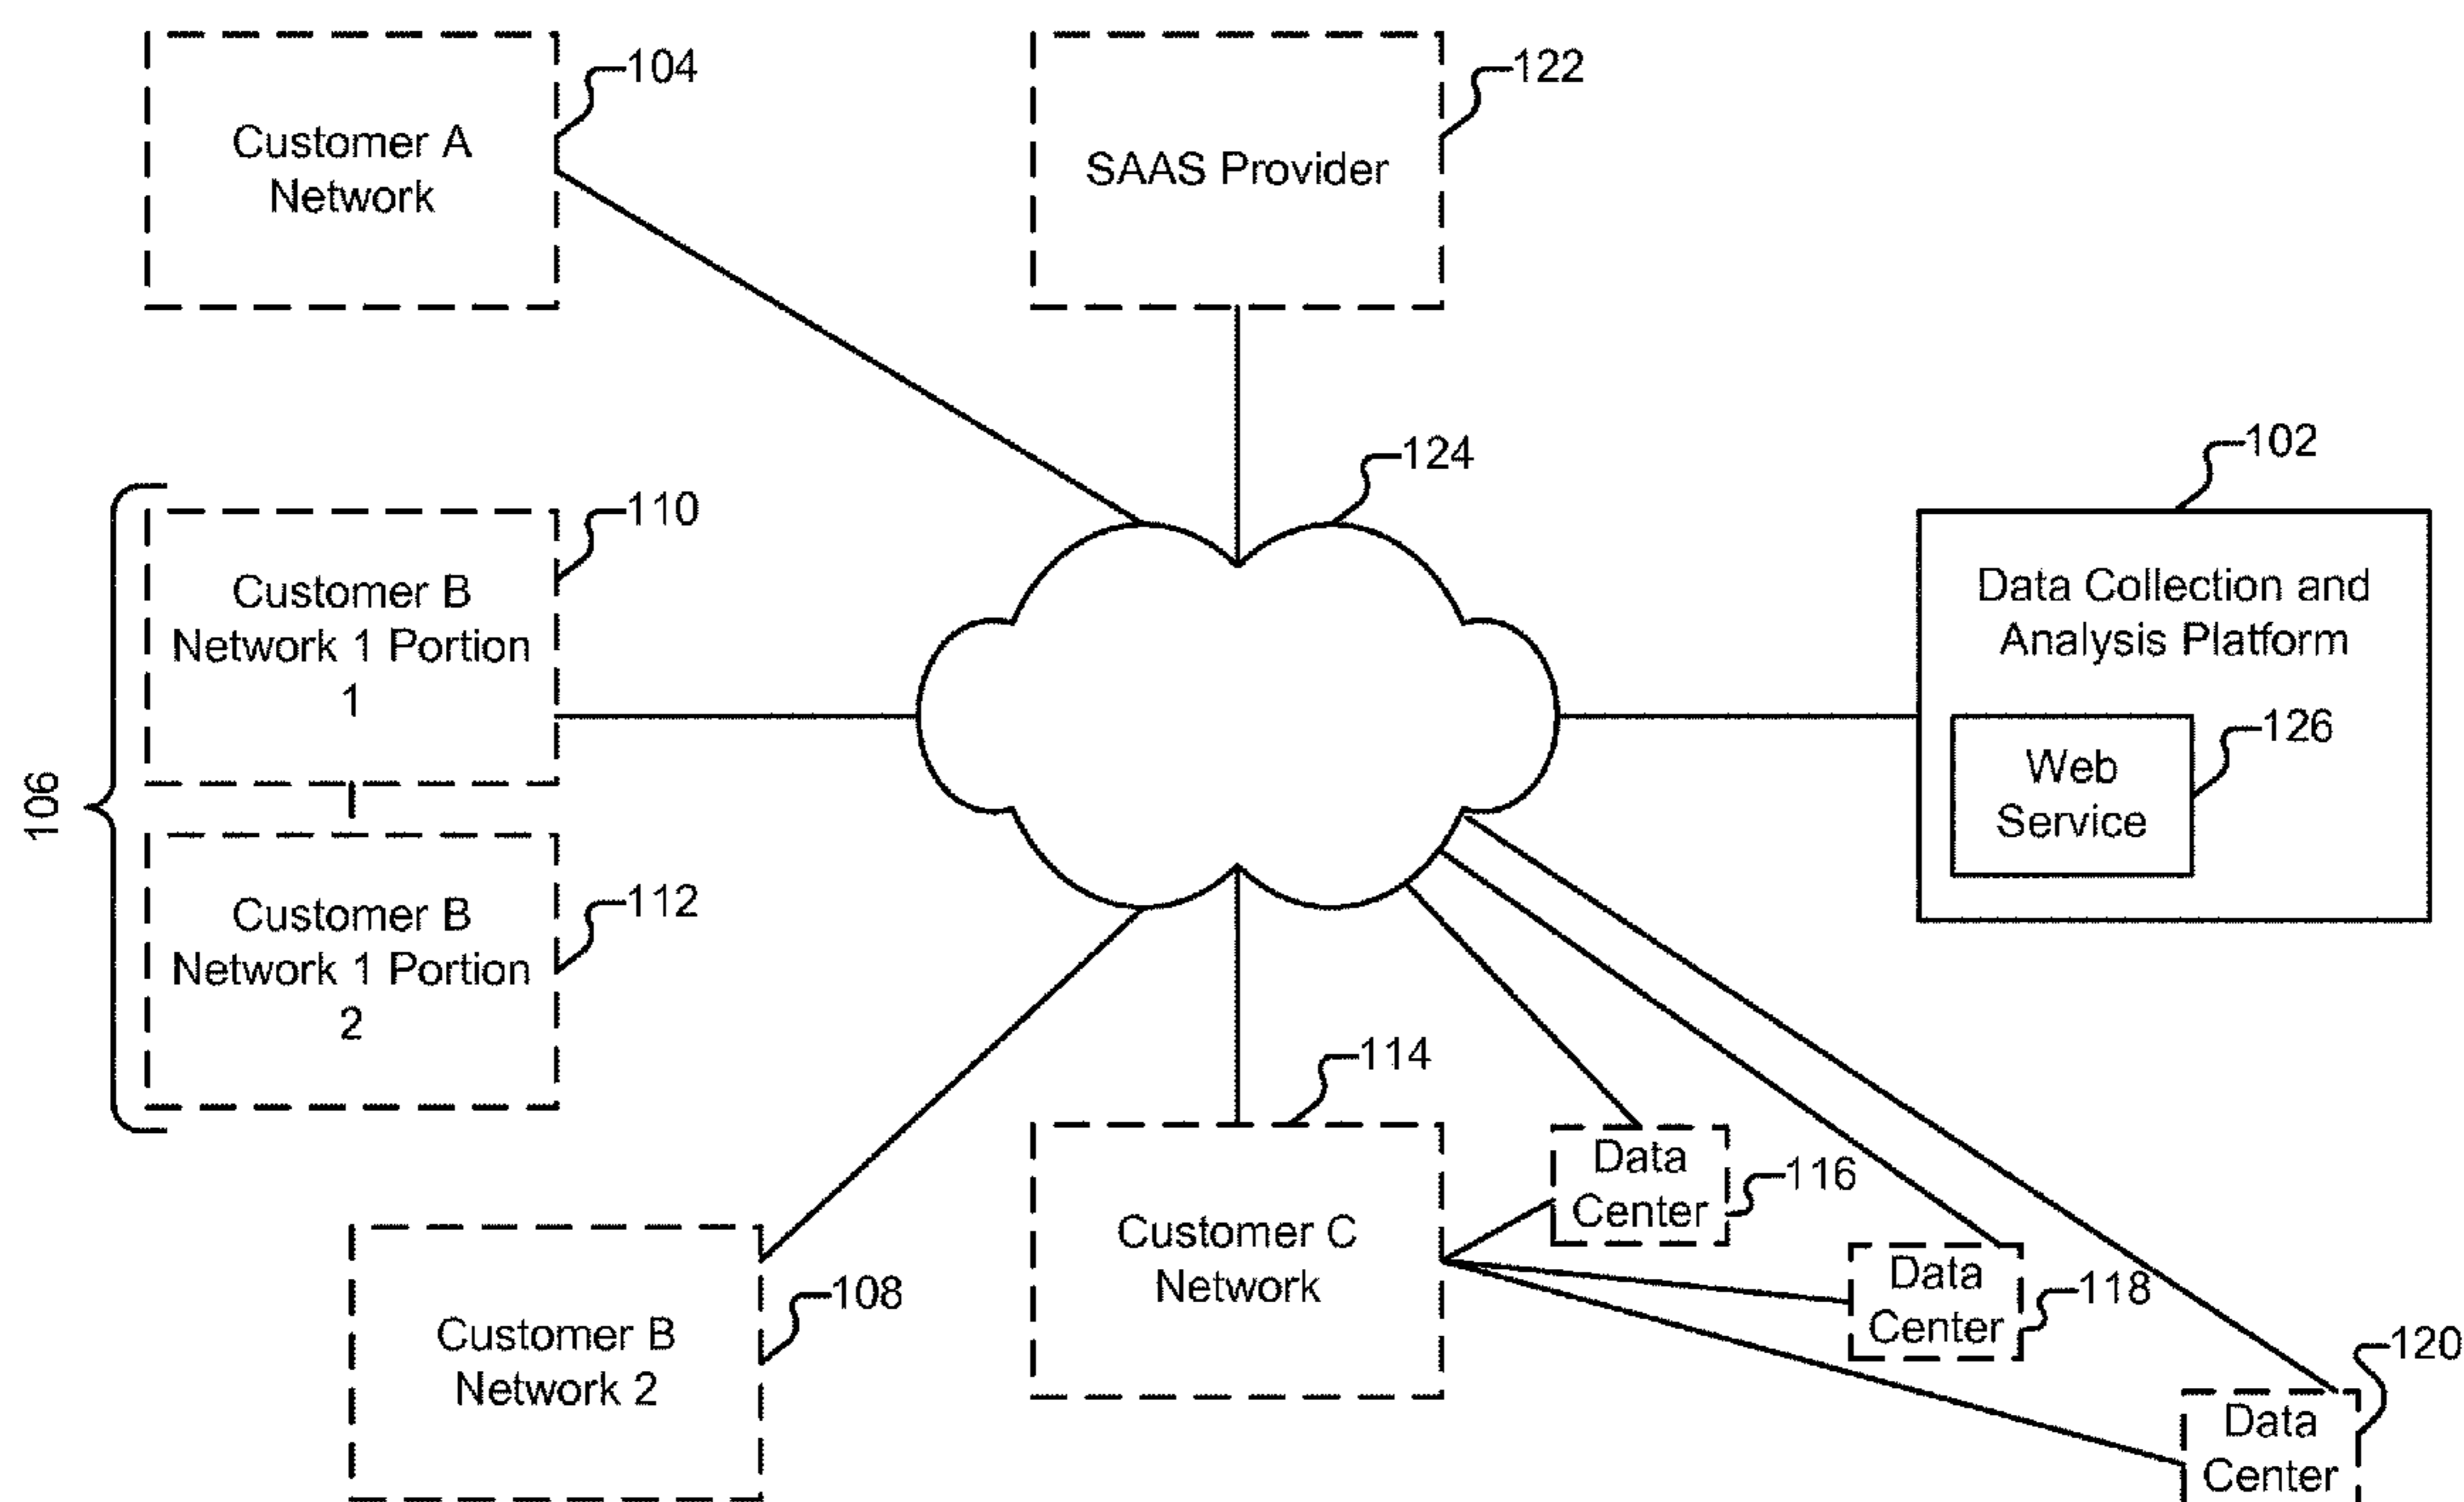 104
Customer A
Network
122
SAAS Provider
124
102
Data Collection and
Analysis Platform
126
Web
Service
106
110
Customer B
Network 1 Portion
1
112
Customer B
Network 1 Portion
2
108
Customer B
Network 2
114
Customer C
Network
Data
Center
116
Data
Center
118
Data
Center
120